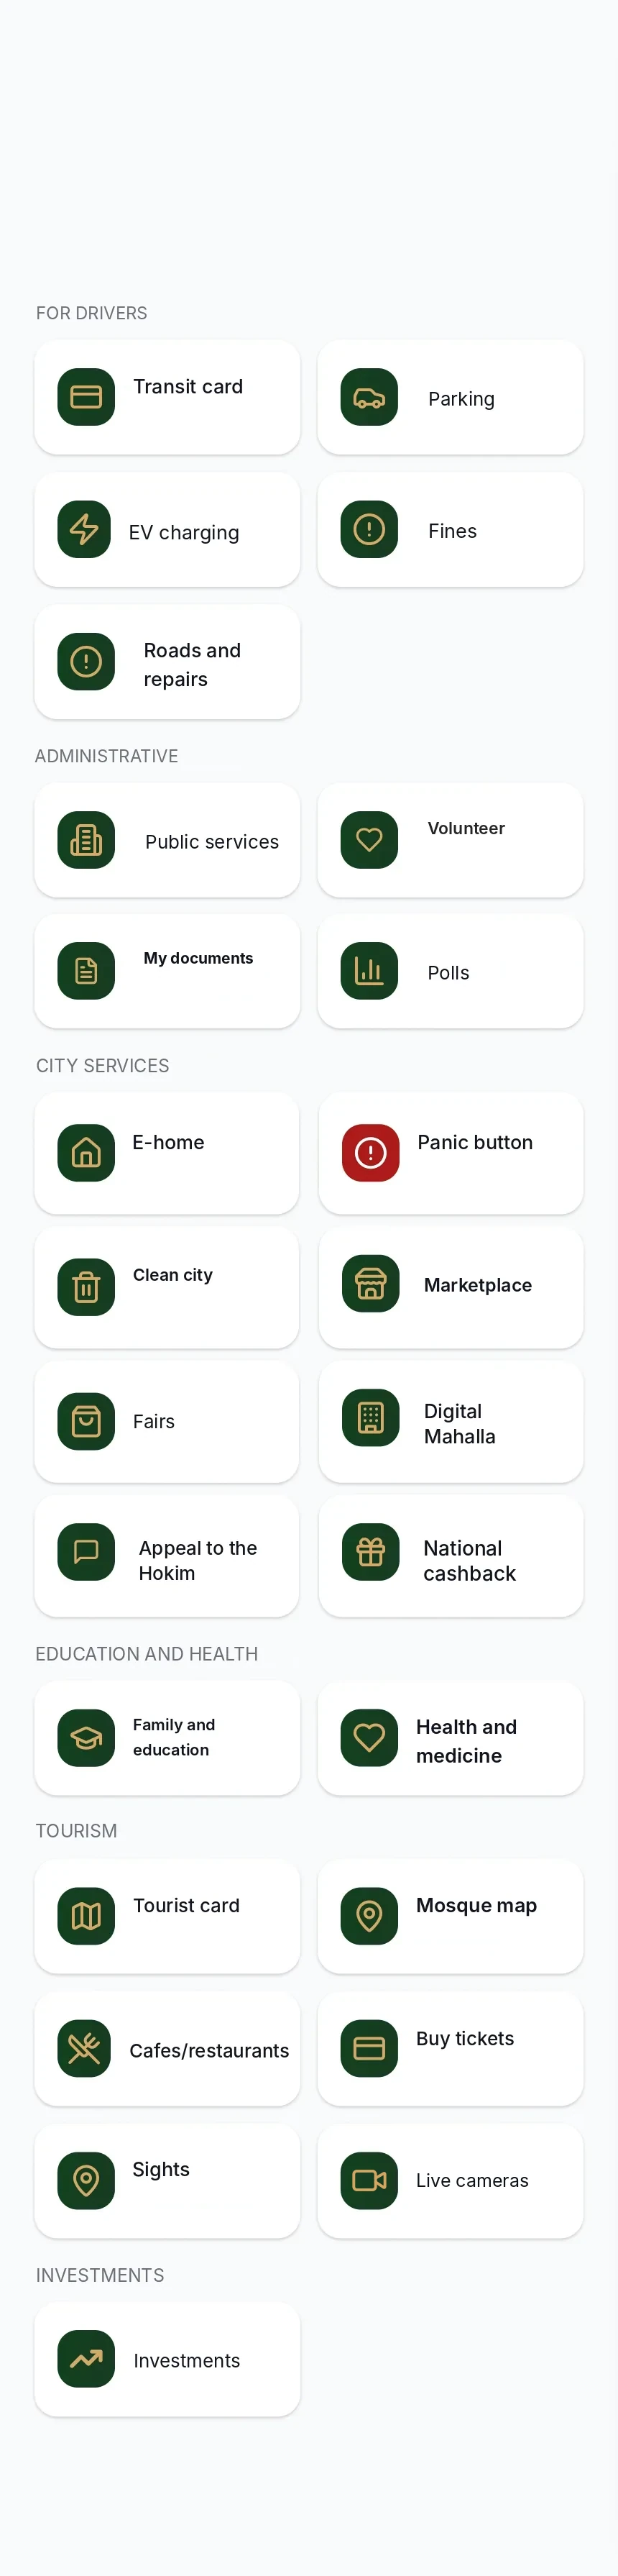 FOR DRIVERS
Transit card
Parking
EV charging
Fines
Roads and
repairs
ADMINISTRATIVE
Public services
Volunteer
My documents
Polls
CITY SERVICES
E-home
Panic button
Clean city
Marketplace
Fairs
Digital
Mahalla
Appeal to the
Hokim
National
cashback
EDUCATION AND HEALTH
Family and
education
Health and
medicine
TOURISM
Tourist card
Mosque map
Cafes/restaurants
Buy tickets
Sights
Live cameras
INVESTMENTS
Investments